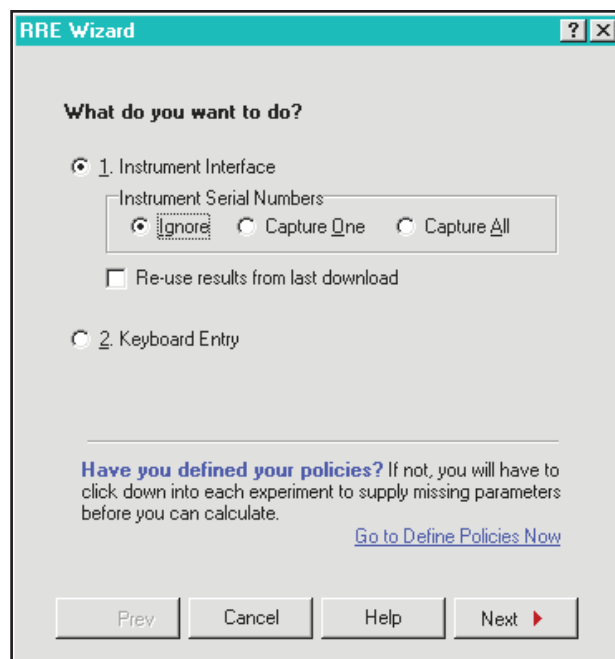 RRE Wizard
What do you want to do?
1. Instrument Interface
Instrument Serial Numbers
Ignore Capture One Capture All
Re-use results from last download
2. Keyboard Entry
Have you defined your policies? If not, you will have to
click down into each experiment to supply missing parameters
before you can calculate.
Go to Define Policies Now
Prev Cancel Help Next